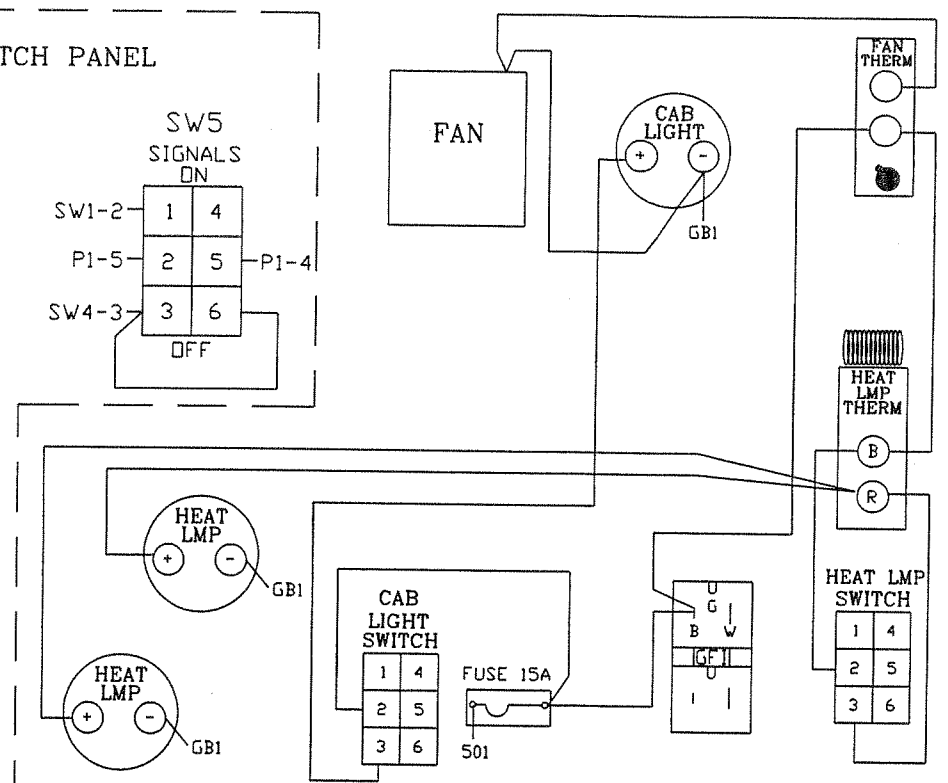 TCH PANEL
SW5
SIGNALS
ON
SW1-2
1 4
P1-5
2 5
P1-4
SW4-3
3 6
OFF
FAN
CAB
LIGHT
+ -
GB1
FAN
THERM
HEAT
LMP
THERM
B
R
HEAT
LMP
+ -
GB1
HEAT
LMP
+ -
GB1
CAB
LIGHT
SWITCH
1 4
2 5
3 6
FUSE 15A
501
G
B W
GFI
HEAT LMP
SWITCH
1 4
2 5
3 6